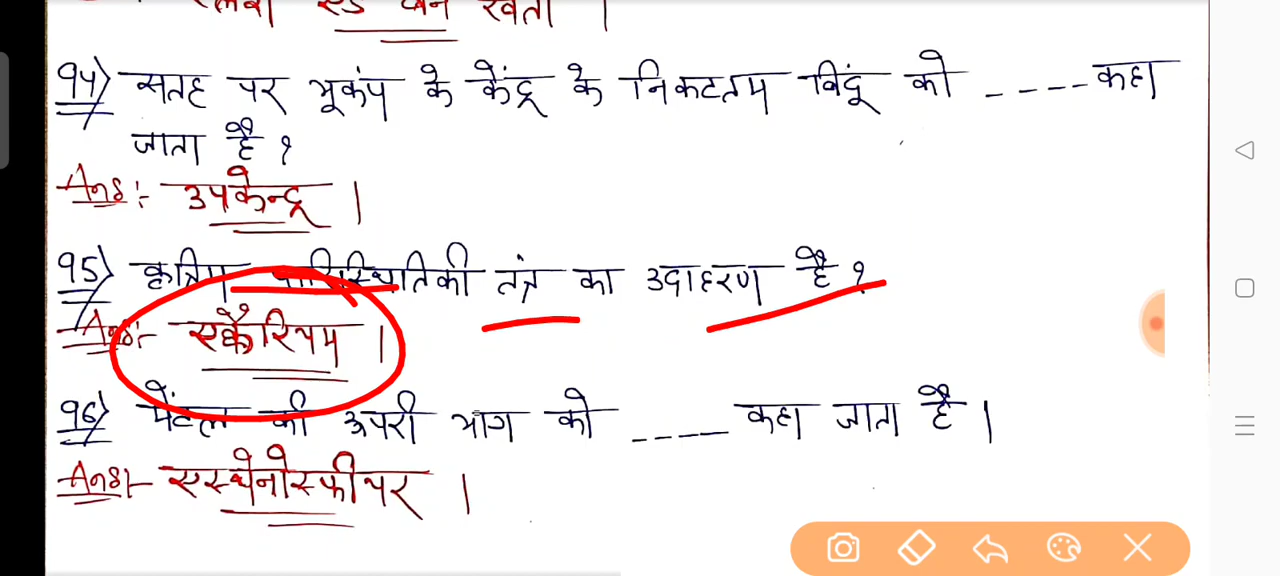 94) सतह पर भूकंप के केंद्र के निकटतम बिंदूं को ---- कहा
जाता है ?
Ans:- उपकेन्द्र ।
95) कृत्रिम पारिस्थितिकी तंत्र का उदाहरण है ?
Ans:- एक्वैरियम ।
96) मेंटल की ऊपरी भाग को ---- कहा जाता है ।
Ans:- एस्थेनोस्फीयर ।